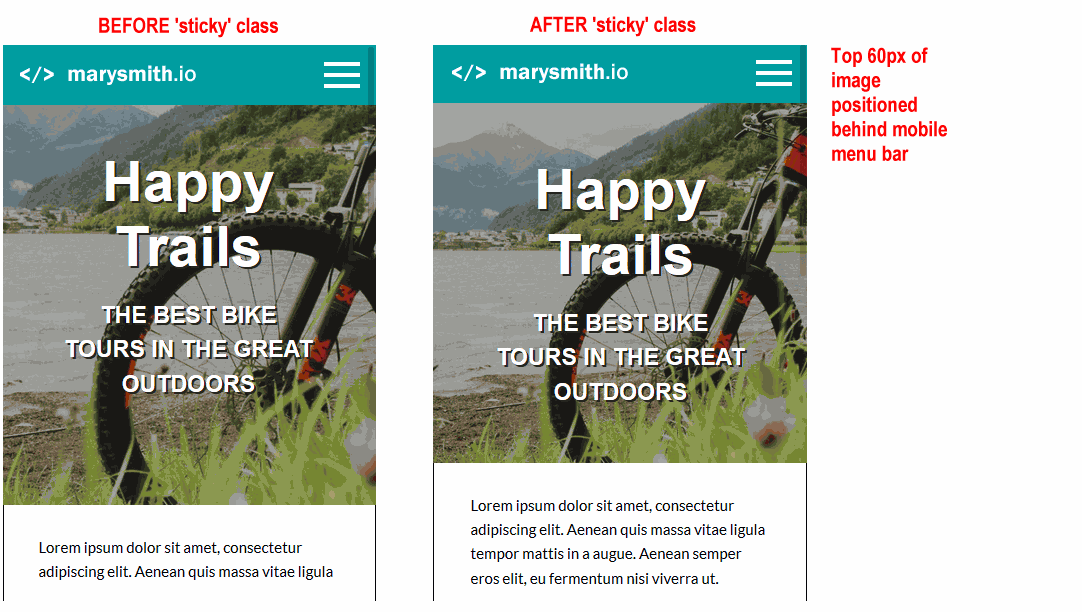 BEFORE 'sticky' class
</> marysmith.io
Happy
Trails
THE BEST BIKE
TOURS IN THE GREAT
OUTDOORS
Lorem ipsum dolor sit amet, consectetur
adipiscing elit. Aenean quis massa vitae ligula
AFTER 'sticky' class
</> marysmith.io
Happy
Trails
THE BEST BIKE
TOURS IN THE GREAT
OUTDOORS
Lorem ipsum dolor sit amet, consectetur
adipiscing elit. Aenean quis massa vitae ligula
tempor mattis in a augue. Aenean semper
eros elit, eu fermentum nisi viverra ut.
Top 60px of
image
positioned
behind mobile
menu bar